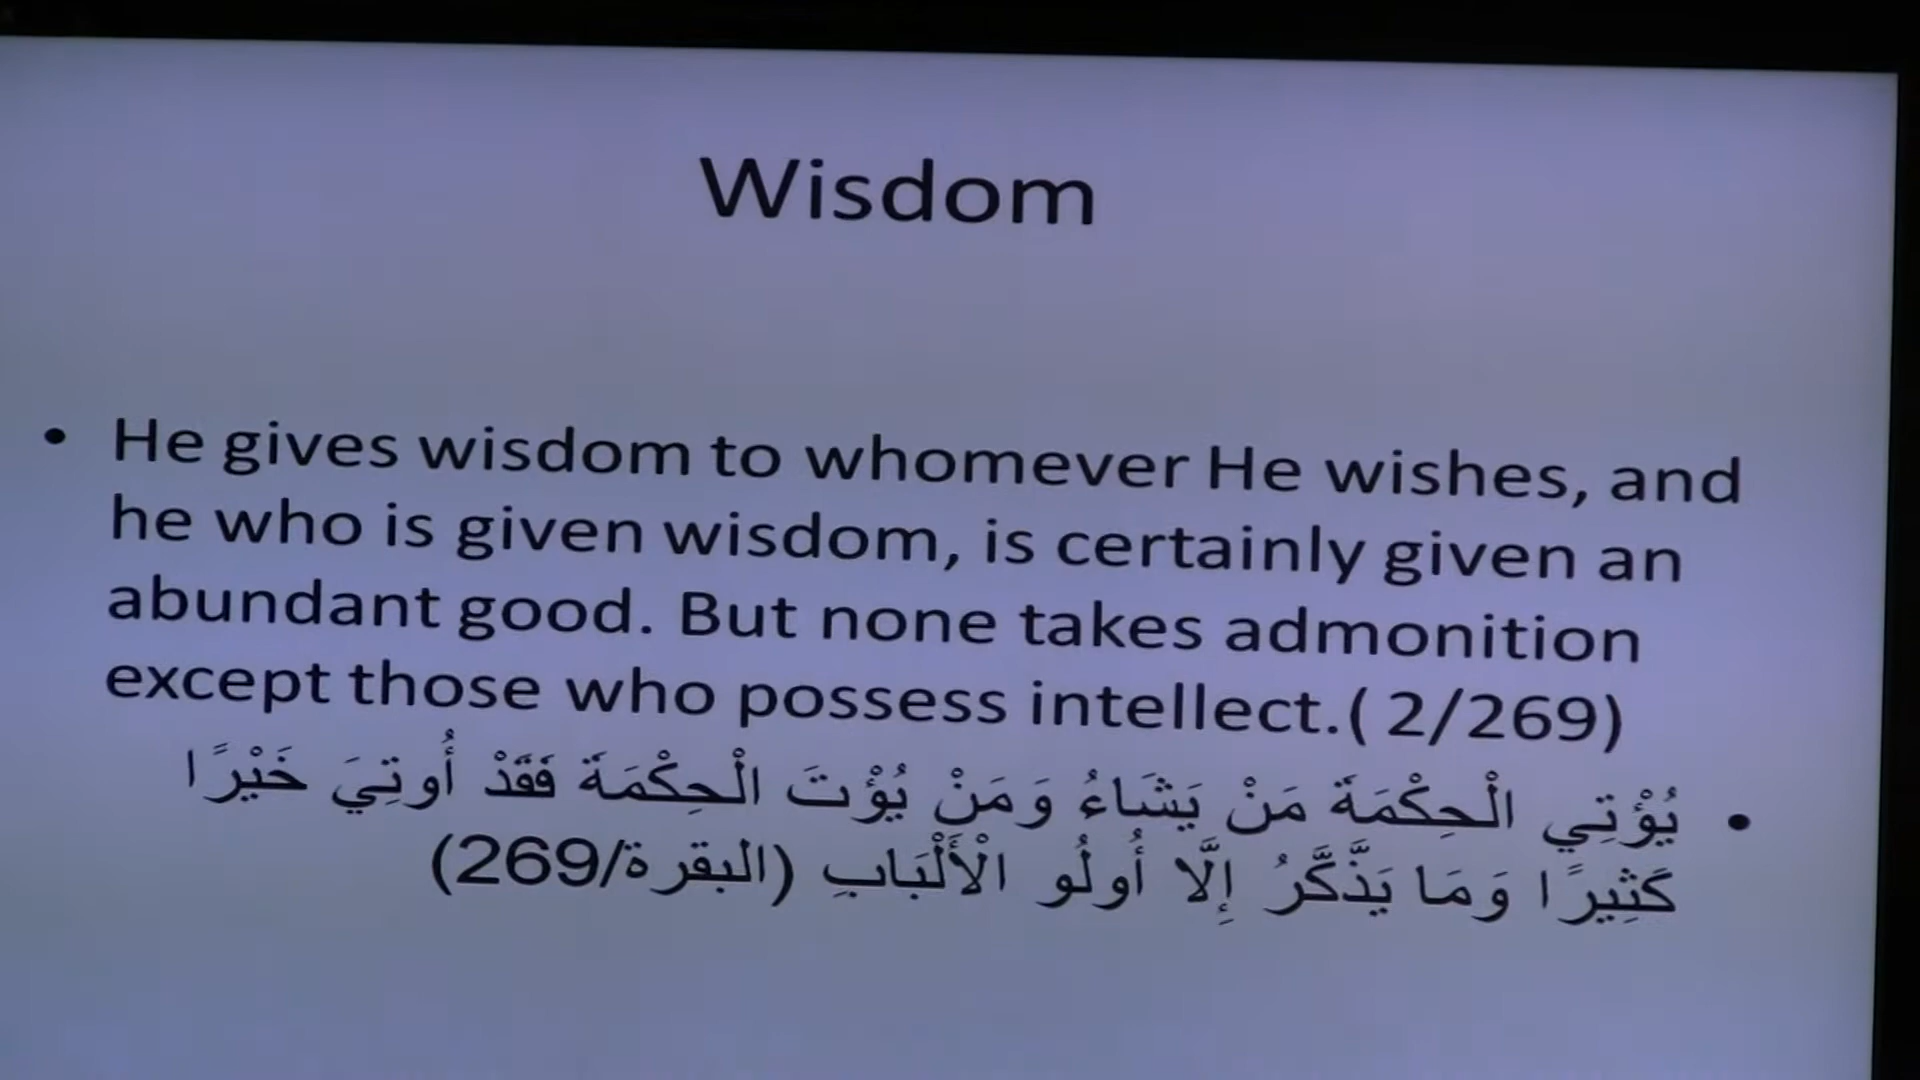 Wisdom
• He gives wisdom to whomever He wishes, and
he who is given wisdom, is certainly given an
abundant good. But none takes admonition
except those who possess intellect.( 2/269)
• يُؤْتِي الْحِكْمَةَ مَنْ يَشَاءُ وَمَنْ يُؤْتَ الْحِكْمَةَ فَقَدْ أُوتِيَ خَيْرًا
كَثِيرًا وَمَا يَذَّكَّرُ إِلَّا أُولُو الْأَلْبَابِ (البقرة/269)